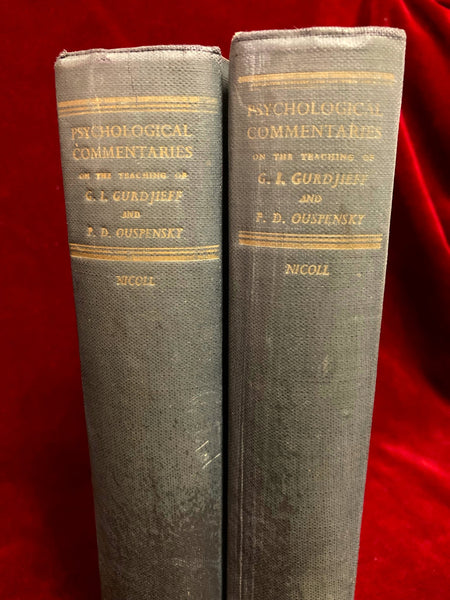 PSYCHOLOGICAL
COMMENTARIES
ON THE TEACHING OF
G. I. GURDJIEFF
AND
P. D. OUSPENSKY
NICOLL
PSYCHOLOGICAL
COMMENTARIES
ON THE TEACHING OF
G. I. GURDJIEFF
AND
P. D. OUSPENSKY
NICOLL